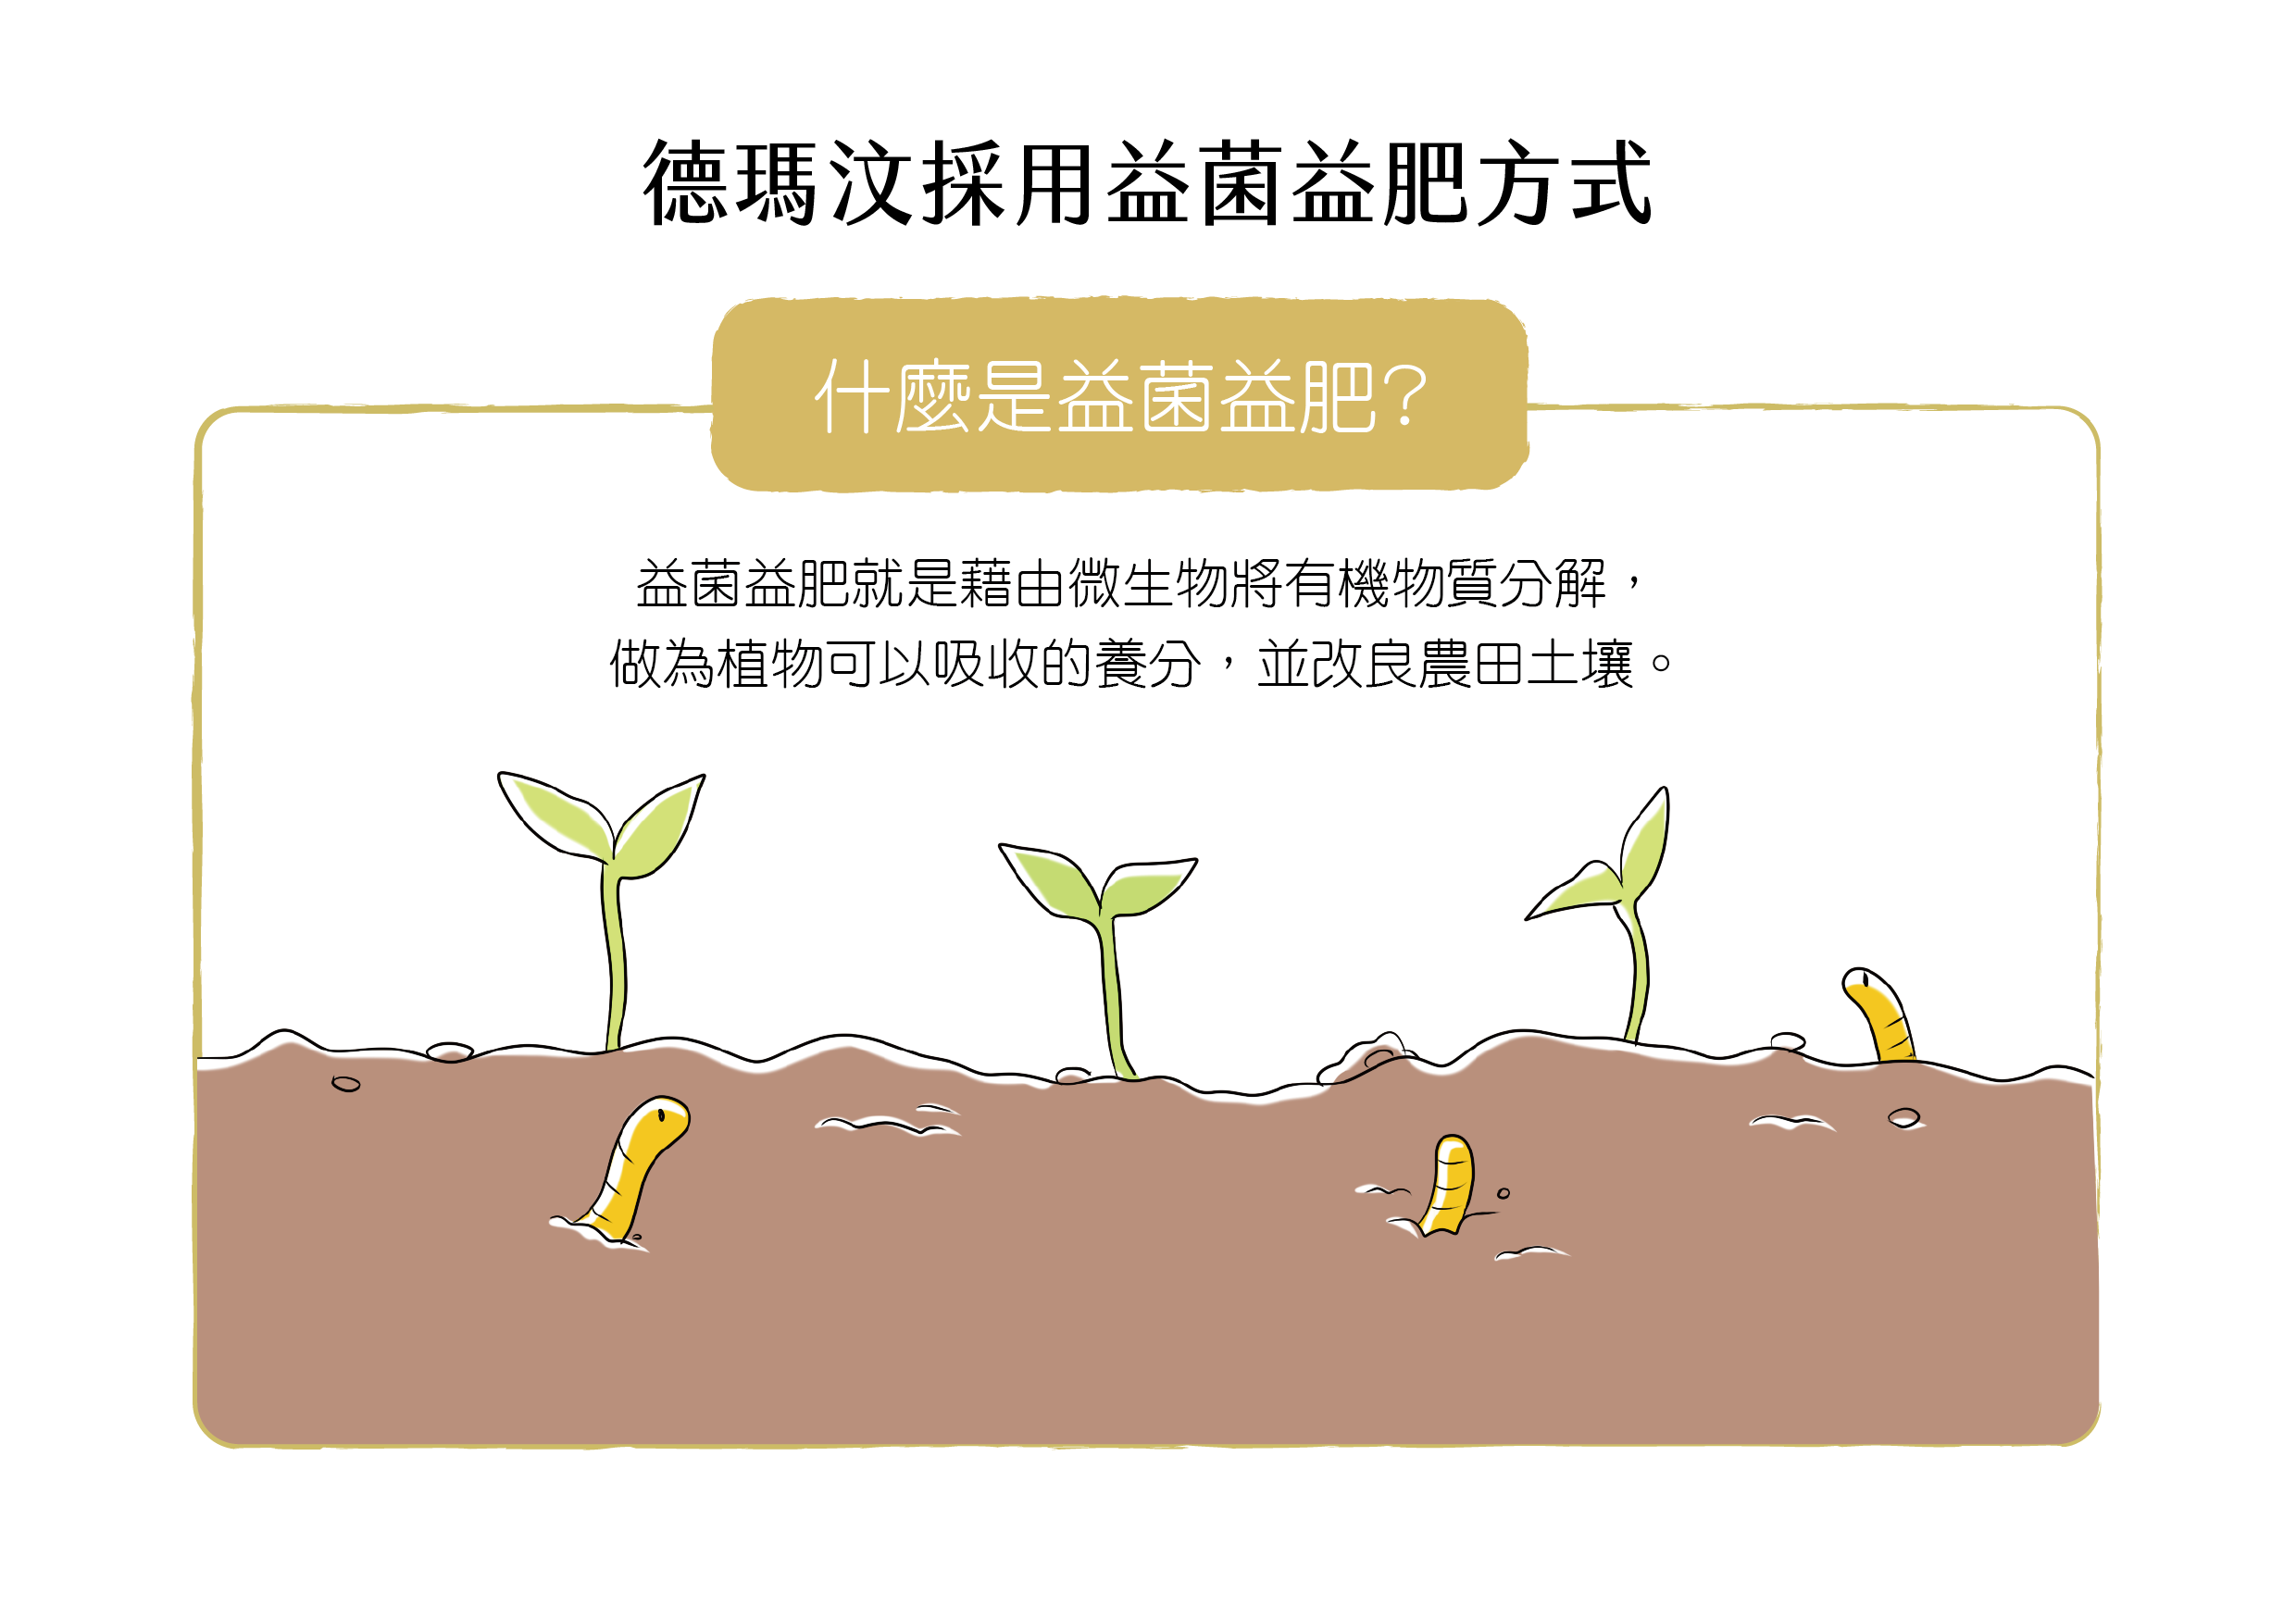 德瑪汶採用益菌益肥方式
什麼是益菌益肥？
益菌益肥就是藉由微生物將有機物質分解，
做為植物可以吸收的養分，並改良農田土壤。